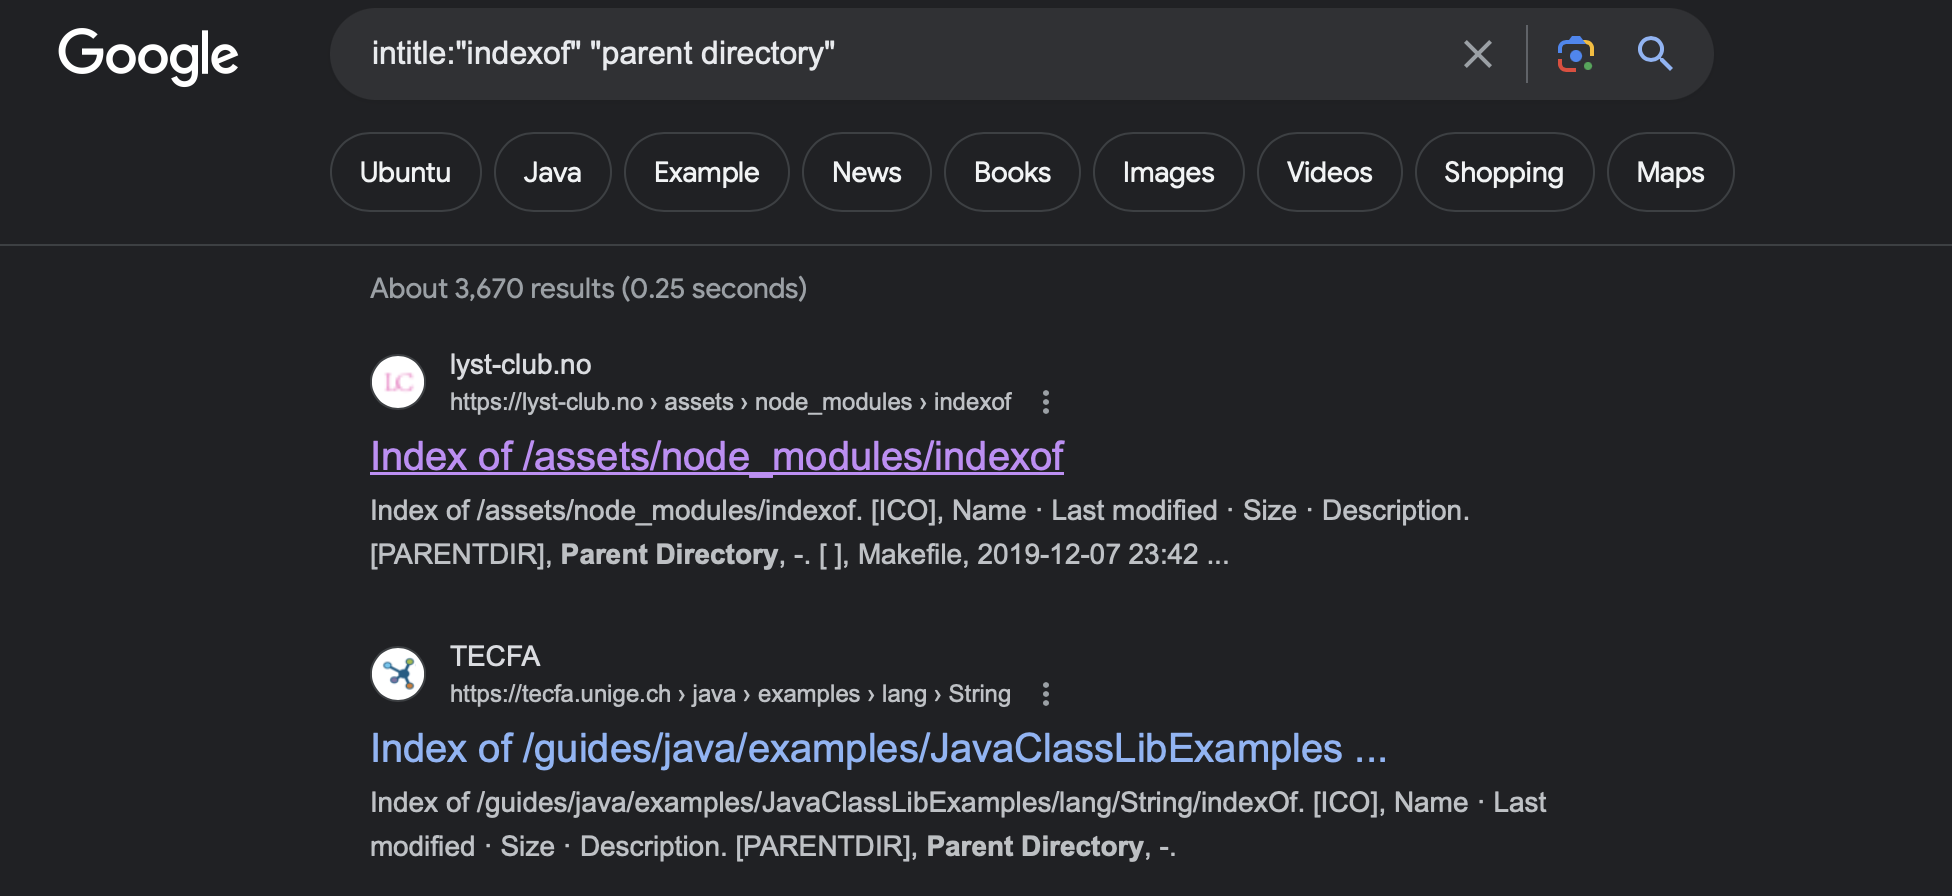 Google
intitle:"indexof" "parent directory"
Ubuntu
Java
Example
News
Books
Images
Videos
Shopping
Maps
About 3,670 results (0.25 seconds)
LC
lyst-club.no
https://lyst-club.no › assets › node_modules › indexof
Index of /assets/node_modules/indexof
Index of /assets/node_modules/indexof. [ICO], Name · Last modified · Size · Description.
[PARENTDIR], Parent Directory, -. [ ], Makefile, 2019-12-07 23:42 ...
TECFA
https://tecfa.unige.ch › java › examples › lang › String
Index of /guides/java/examples/JavaClassLibExamples ...
Index of /guides/java/examples/JavaClassLibExamples/lang/String/indexOf. [ICO], Name · Last
modified · Size · Description. [PARENTDIR], Parent Directory, -.